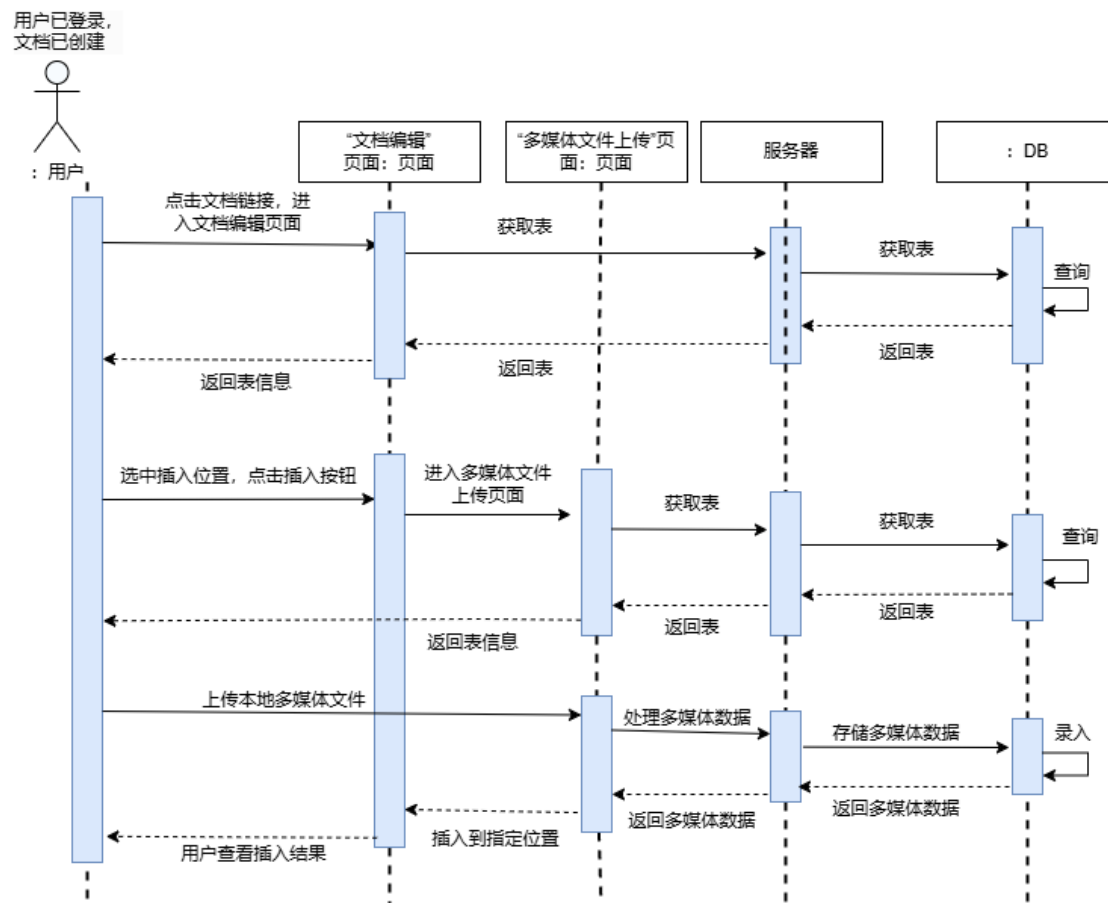 用户已登录，
文档已创建
：用户
“文档编辑”
页面：页面
“多媒体文件上传”页
面：页面
服务器
：DB
点击文档链接，进
入文档编辑页面
获取表
获取表
查询
返回表
返回表
返回表信息
选中插入位置，点击插入按钮
进入多媒体文件
上传页面
获取表
获取表
查询
返回表
返回表
返回表信息
上传本地多媒体文件
处理多媒体数据
存储多媒体数据
录入
返回多媒体数据
返回多媒体数据
插入到指定位置
用户查看插入结果